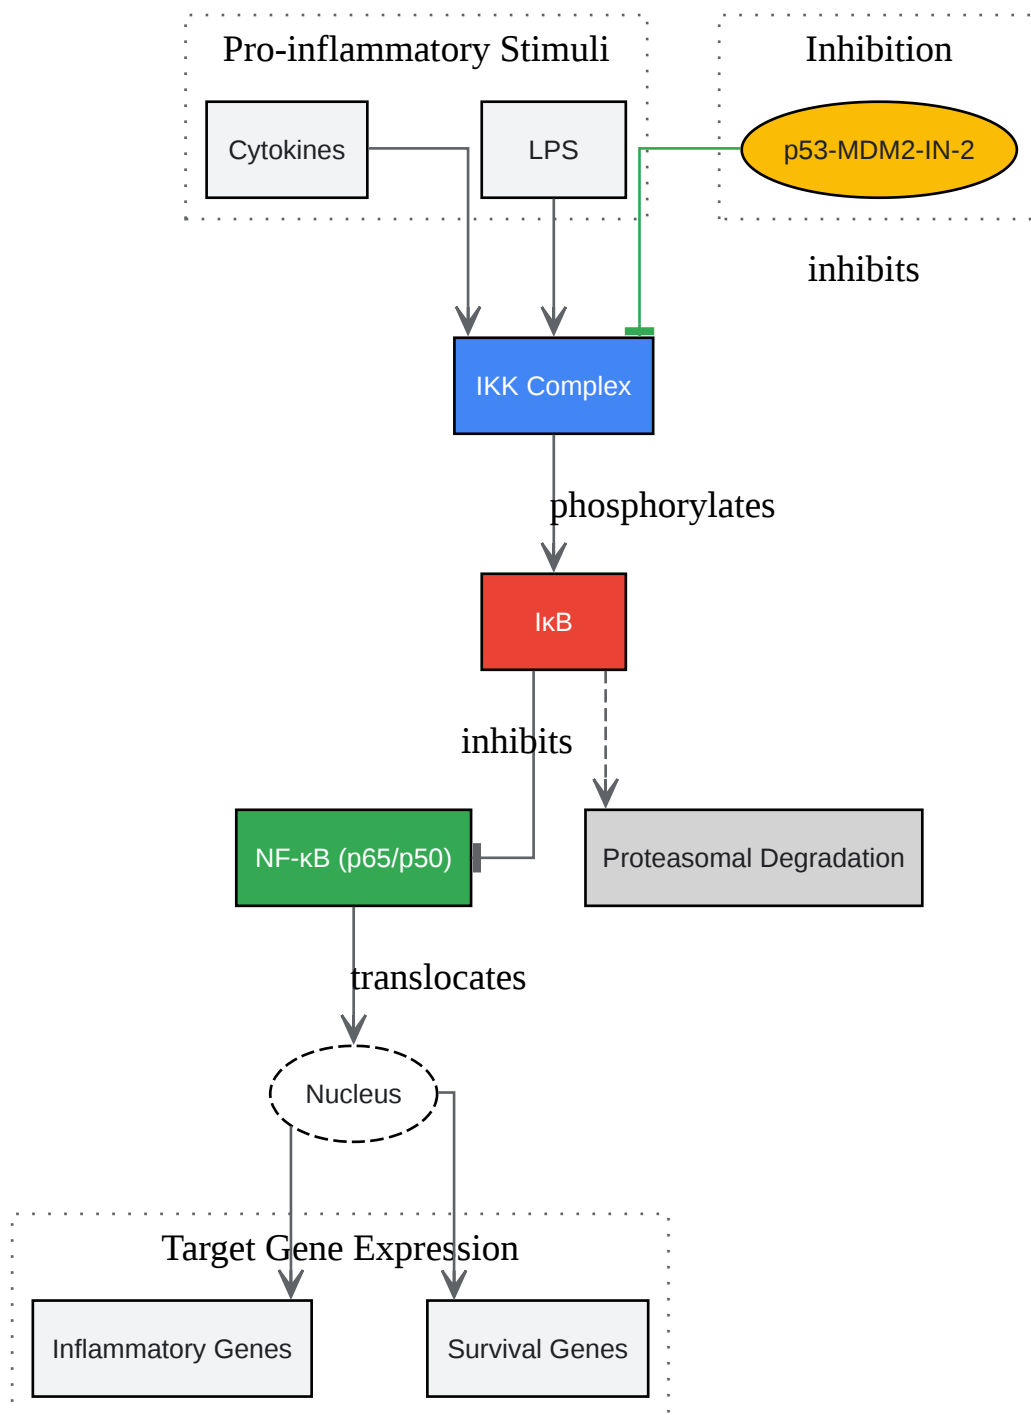 Pro-inflammatory Stimuli
Inhibition
Cytokines
LPS
p53-MDM2-IN-2
inhibits
IKK Complex
phosphorylates
IκB
inhibits
NF-κB (p65/p50)
Proteasomal Degradation
translocates
Nucleus
Target Gene Expression
Inflammatory Genes
Survival Genes